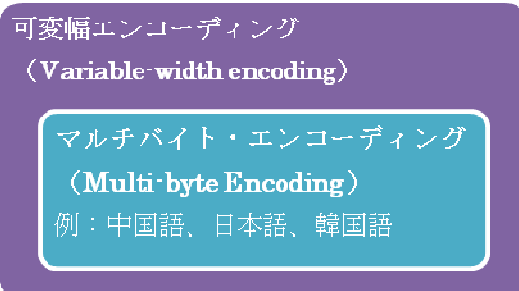 可変幅エンコーディング
（Variable-width encoding）
マルチバイト・エンコーディング
（Multi-byte Encoding）
例：中国語、日本語、韓国語